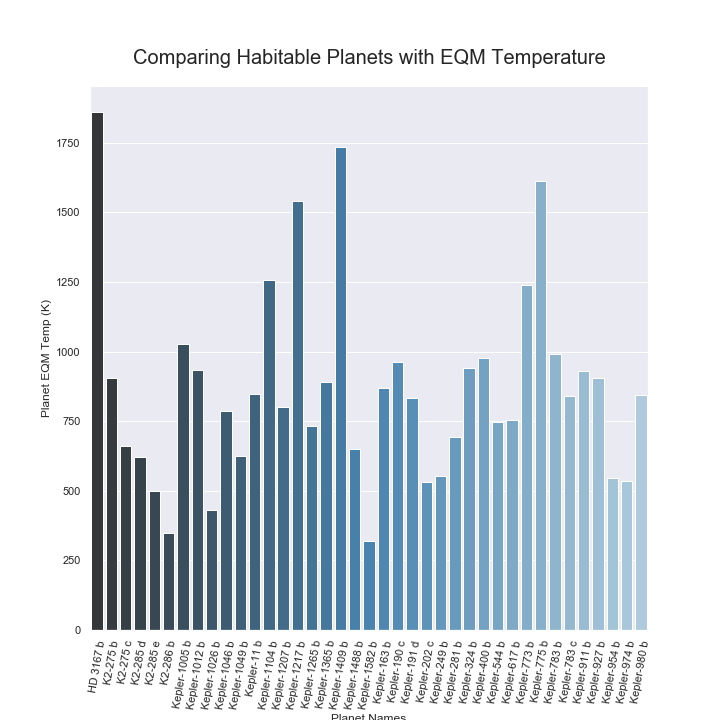 Comparing Habitable Planets with EQM Temperature
Planet EQM Temp (K)
1750
1500
1250
1000
750
500
250
0
HD 3167 b
K2-275 b
K2-275 c
K2-285 d
K2-285 e
K2-286 b
Kepler-1005 b
Kepler-1012 b
Kepler-1026 b
Kepler-1046 b
Kepler-1049 b
Kepler-11 b
Kepler-1104 b
Kepler-1207 b
Kepler-1217 b
Kepler-1265 b
Kepler-1365 b
Kepler-1409 b
Kepler-1488 b
Kepler-1582 b
Kepler-163 b
Kepler-190 c
Kepler-191 d
Kepler-202 c
Kepler-249 b
Kepler-281 b
Kepler-324 b
Kepler-400 b
Kepler-544 b
Kepler-617 b
Kepler-773 b
Kepler-775 b
Kepler-783 b
Kepler-783 c
Kepler-911 b
Kepler-927 b
Kepler-954 b
Kepler-974 b
Kepler-980 b
Planet Names